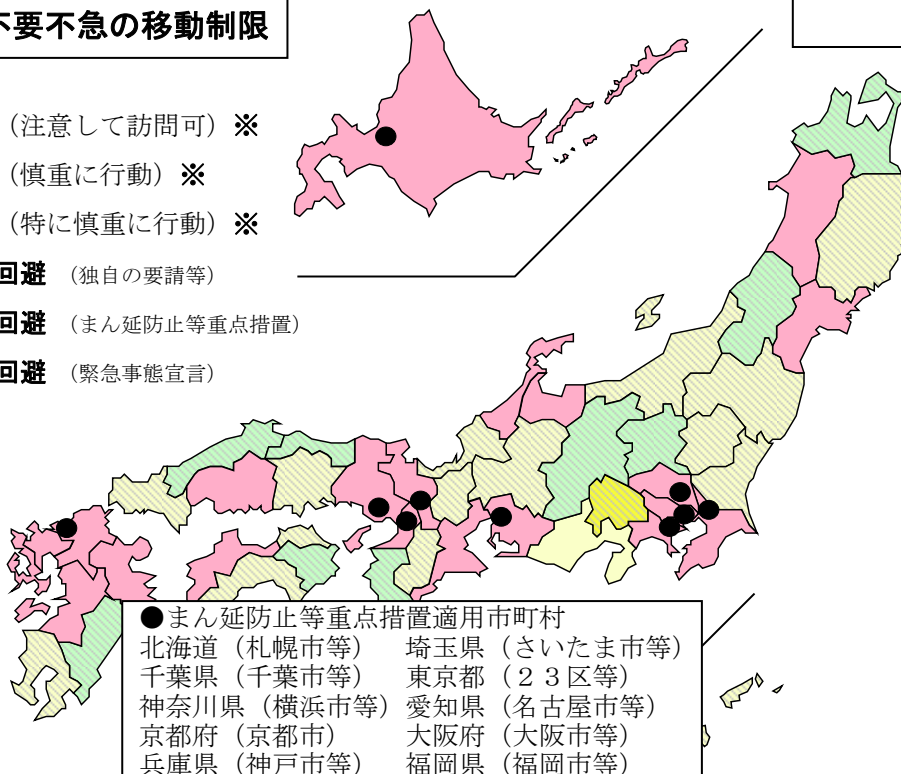 不要不急の移動制限
（注意して訪問可）※
（慎重に行動）※
（特に慎重に行動）※
回避 （独自の要請等）
回避 （まん延防止等重点措置）
回避 （緊急事態宣言）
●まん延防止等重点措置適用市町村
北海道（札幌市等） 埼玉県（さいたま市等）
千葉県（千葉市等） 東京都（２３区等）
神奈川県（横浜市等） 愛知県（名古屋市等）
京都府（京都市） 大阪府（大阪市等）
兵庫県（神戸市等） 福岡県（福岡市等）